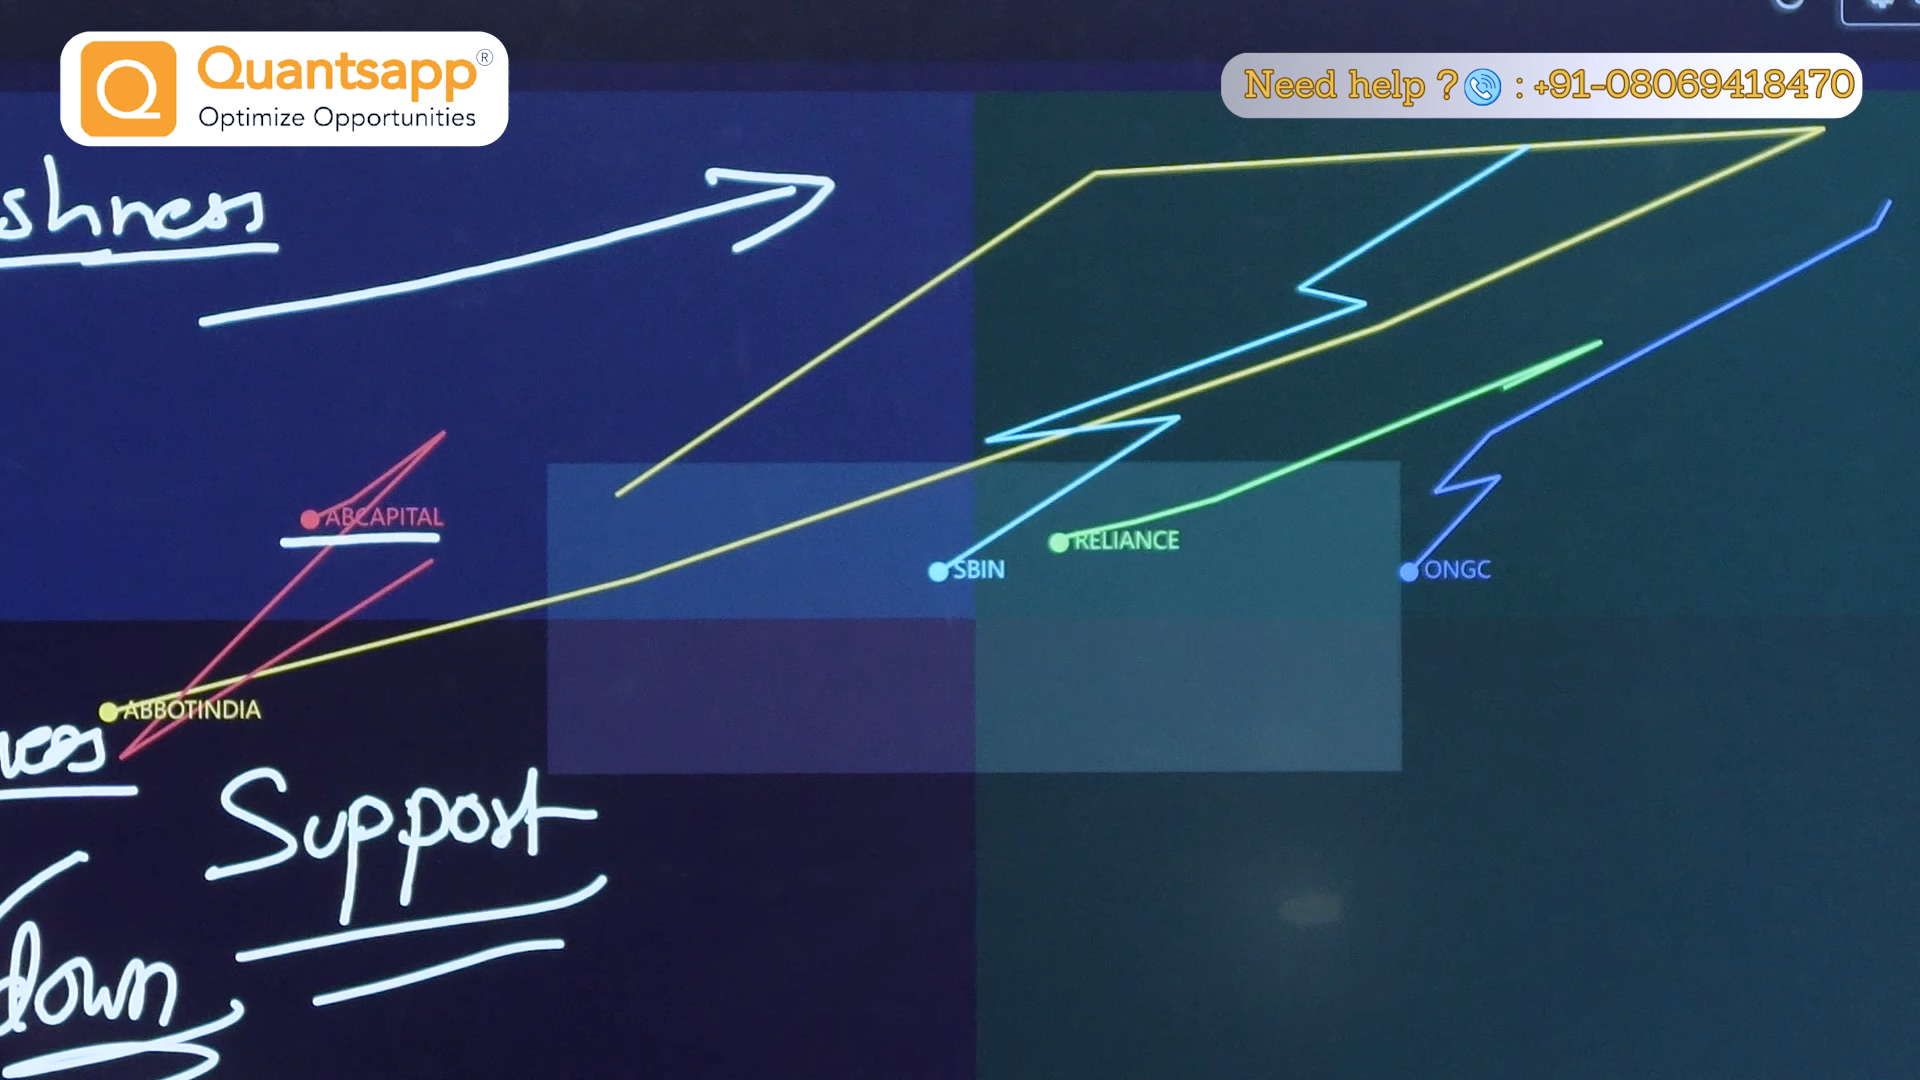 Quantsapp®
Optimize Opportunities
Need help ? : +91-08069418470
shness
ABCAPITAL
RELIANCE
SBIN
ONGC
ABBOTINDIA
Support
down